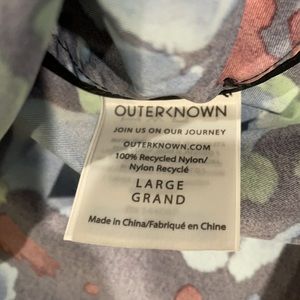 OUTERKNOWN
JOIN US ON OUR JOURNEY
OUTERKNOWN.COM
100% Recycled Nylon/
Nylon Recyclé
LARGE
GRAND
Made in China/Fabriqué en Chine